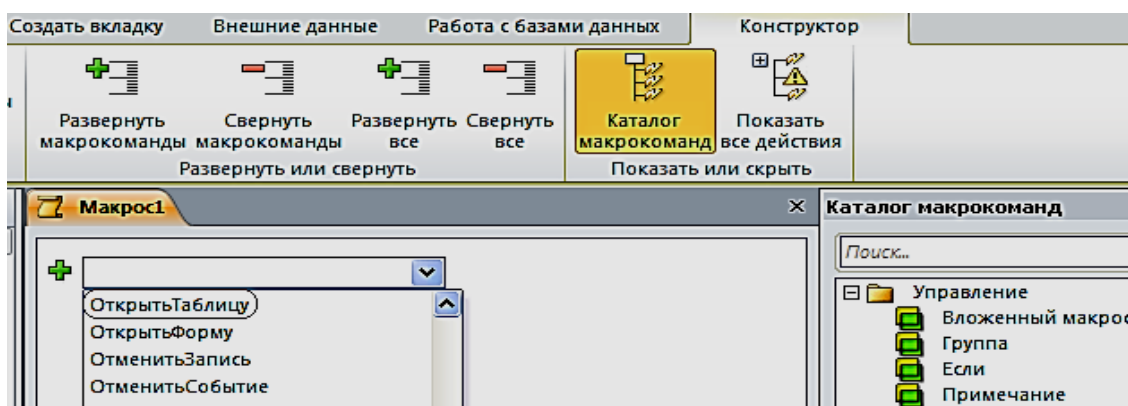 Создать вкладку Внешние данные Работа с базами данных Конструктор
Развернуть Свернуть Развернуть Свернуть Каталог Показать
макрокоманды макрокоманды все все макрокоманд все действия
Развернуть или свернуть Показать или скрыть
Макрос1 Каталог макрокоманд
Поиск...
ОткрытьТаблицу
ОткрытьФорму
ОтменитьЗапись
ОтменитьСобытие
Управление
Вложенный макрос
Группа
Если
Примечание